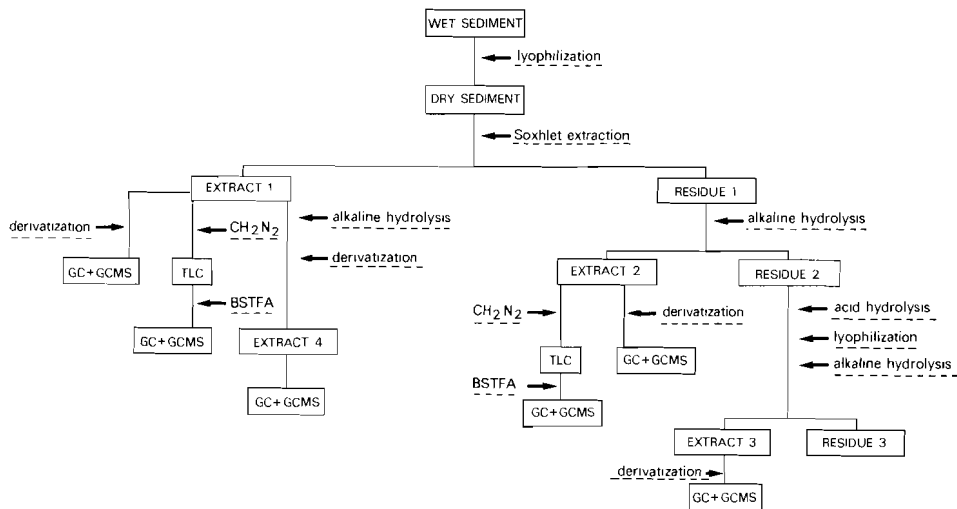 WET SEDIMENT
lyophilization
DRY SEDIMENT
Soxhlet extraction
EXTRACT 1
RESIDUE 1
derivatization
CH2N2
alkaline hydrolysis
alkaline hydrolysis
derivatization
GC+GCMS
TLC
EXTRACT 2
RESIDUE 2
BSTFA
CH2N2
derivatization
acid hydrolysis
GC+GCMS
EXTRACT 4
lyophilization
TLC
GC+GCMS
alkaline hydrolysis
BSTFA
GC+GCMS
GC+GCMS
EXTRACT 3
RESIDUE 3
derivatization
GC+GCMS